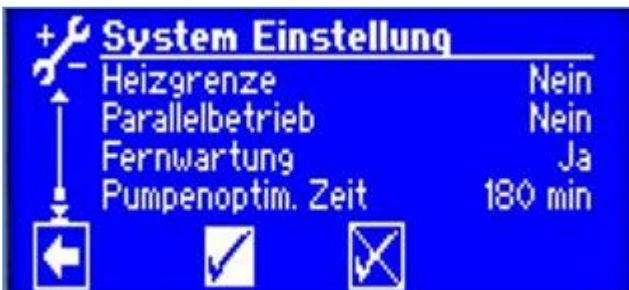 System Einstellung
Heizgrenze Nein
Parallelbetrieb Nein
Fernwartung Ja
Pumpenoptim. Zeit 180 min